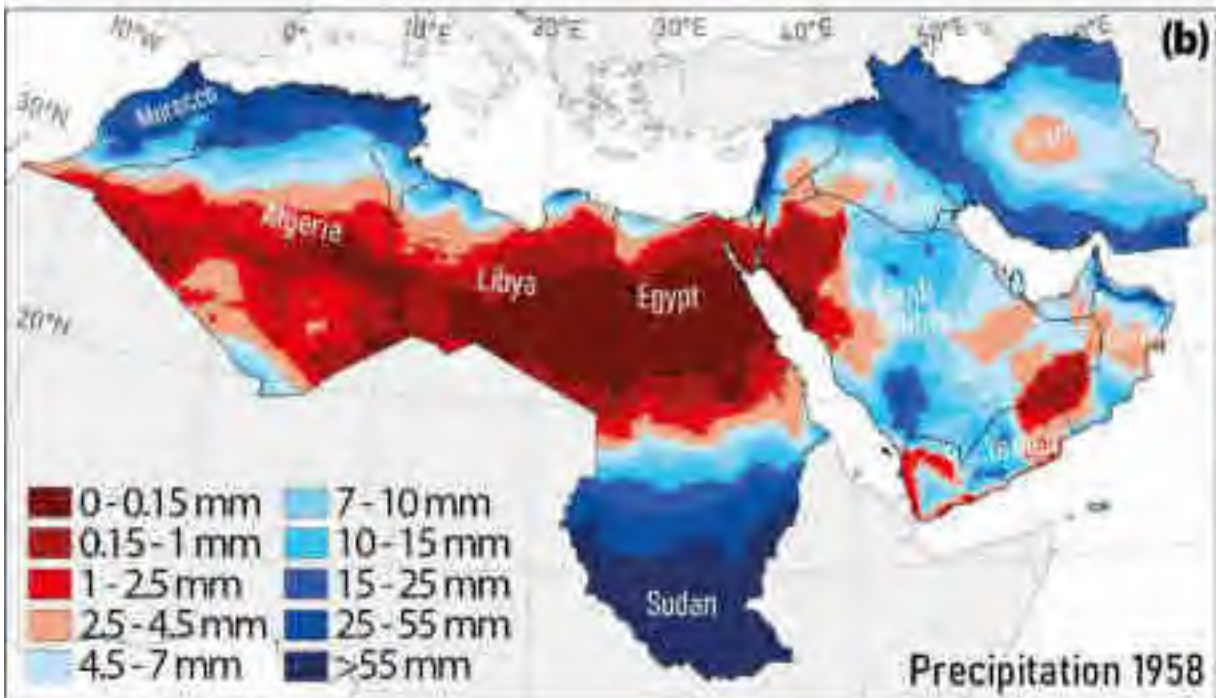 10°W 0° 10°E 20°E 30°E 40°E
(b)
30°N
Morocco
Algeria
Libya
Egypt
20°N
Sudan
0 - 0.15 mm
0.15 - 1 mm
1 - 2.5 mm
2.5 - 4.5 mm
4.5 - 7 mm
7 - 10 mm
10 - 15 mm
15 - 25 mm
25 - 55 mm
>55 mm
Precipitation 1958